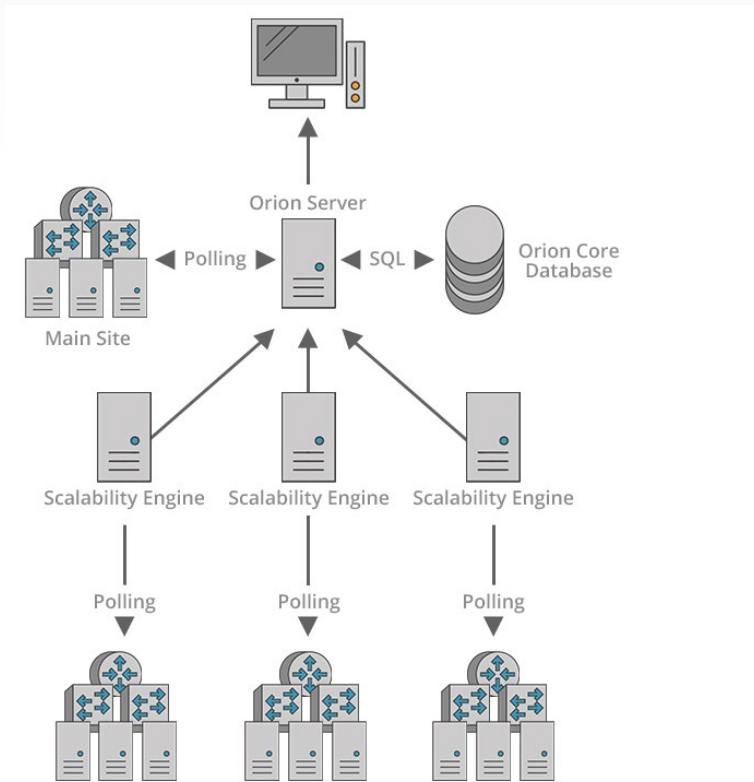 Orion Server
Polling
SQL
Orion Core
Database
Main Site
Scalability Engine
Scalability Engine
Scalability Engine
Polling
Polling
Polling